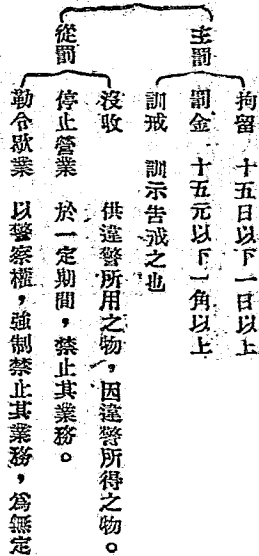 主罰
拘留　十五日以下一日以上
罰金　十五元以下一角以上
訓戒　訓示告戒之也
從罰
沒收　供違警所用之物，因違警所得之物。
停止營業　於一定期間，禁止其業務。
勒令歇業　以警察權，強制禁止其業務，爲無定